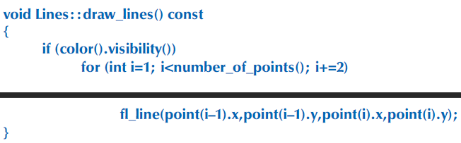 void Lines::draw_lines() const
{
if (color().visibility())
for (int i=1; i<number_of_points(); i+=2)
fl_line(point(i–1).x,point(i–1).y,point(i).x,point(i).y);
}